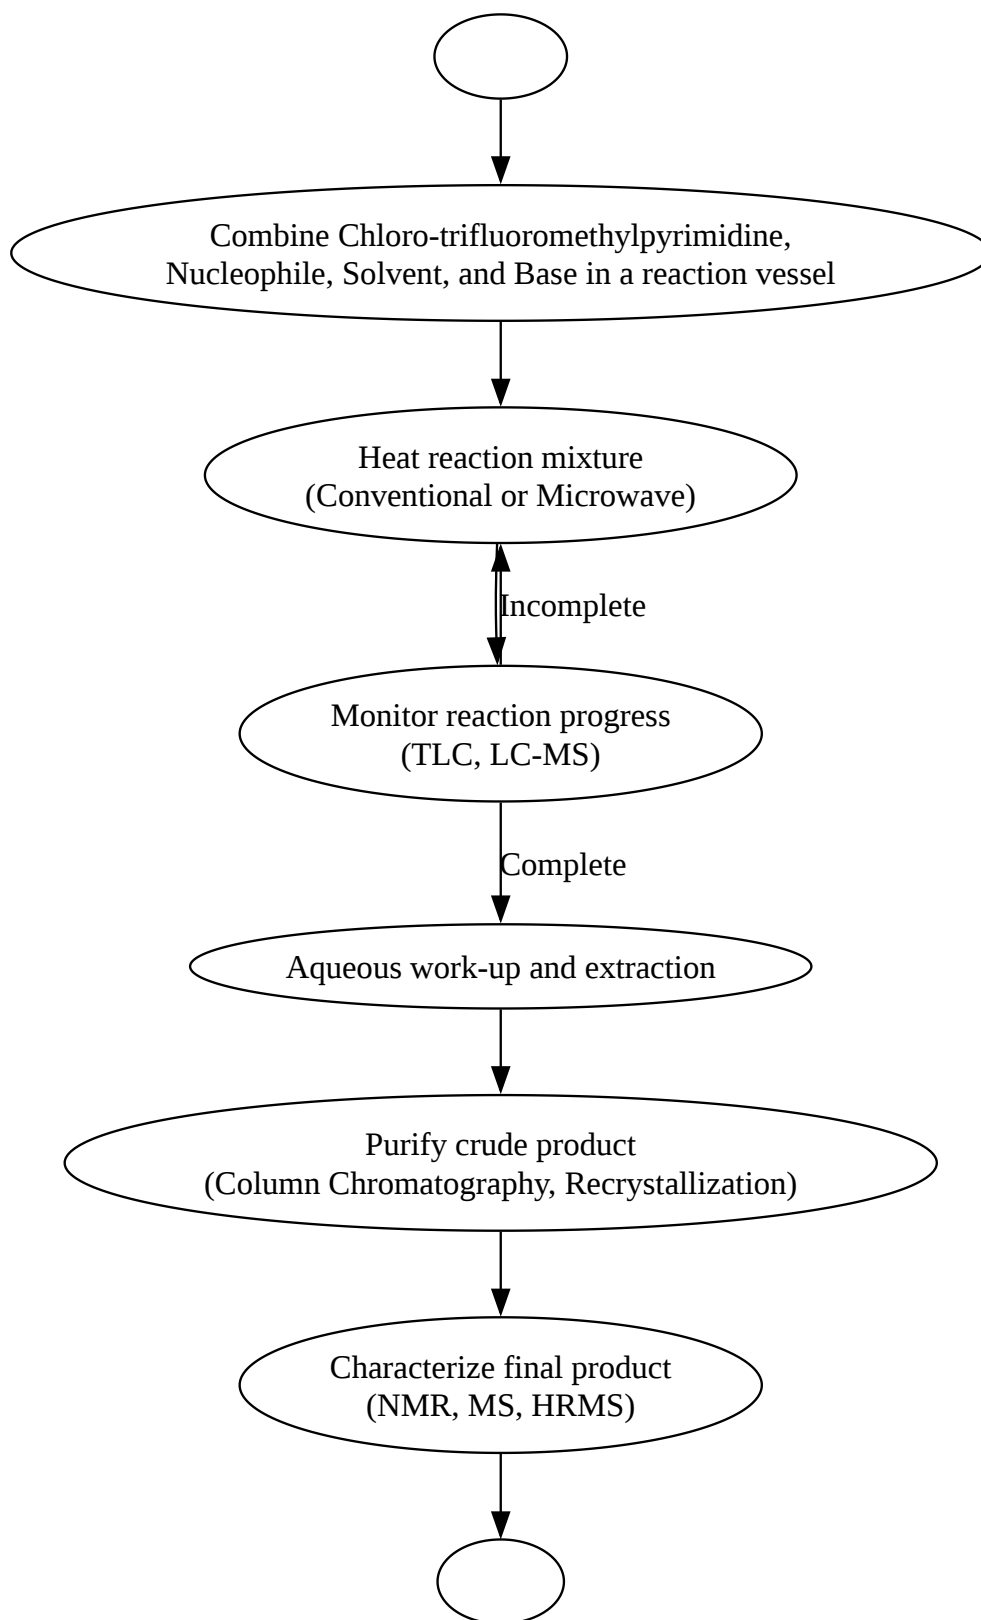 Combine Chloro-trifluoromethylpyrimidine,
Nucleophile, Solvent, and Base in a reaction vessel
Heat reaction mixture
(Conventional or Microwave)
Incomplete
Monitor reaction progress
(TLC, LC-MS)
Complete
Aqueous work-up and extraction
Purify crude product
(Column Chromatography, Recrystallization)
Characterize final product
(NMR, MS, HRMS)